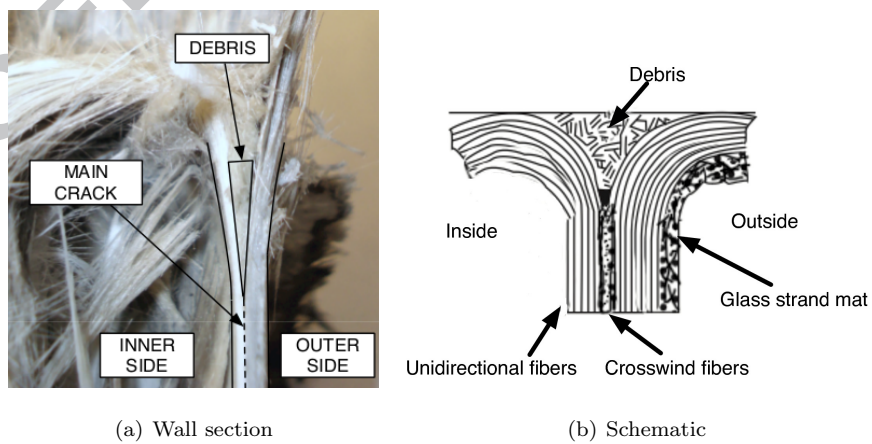 DEBRIS
MAIN
CRACK
INNER
SIDE
OUTER
SIDE
(a) Wall section
Debris
Inside
Outside
Glass strand mat
Unidirectional fibers
Crosswind fibers
(b) Schematic